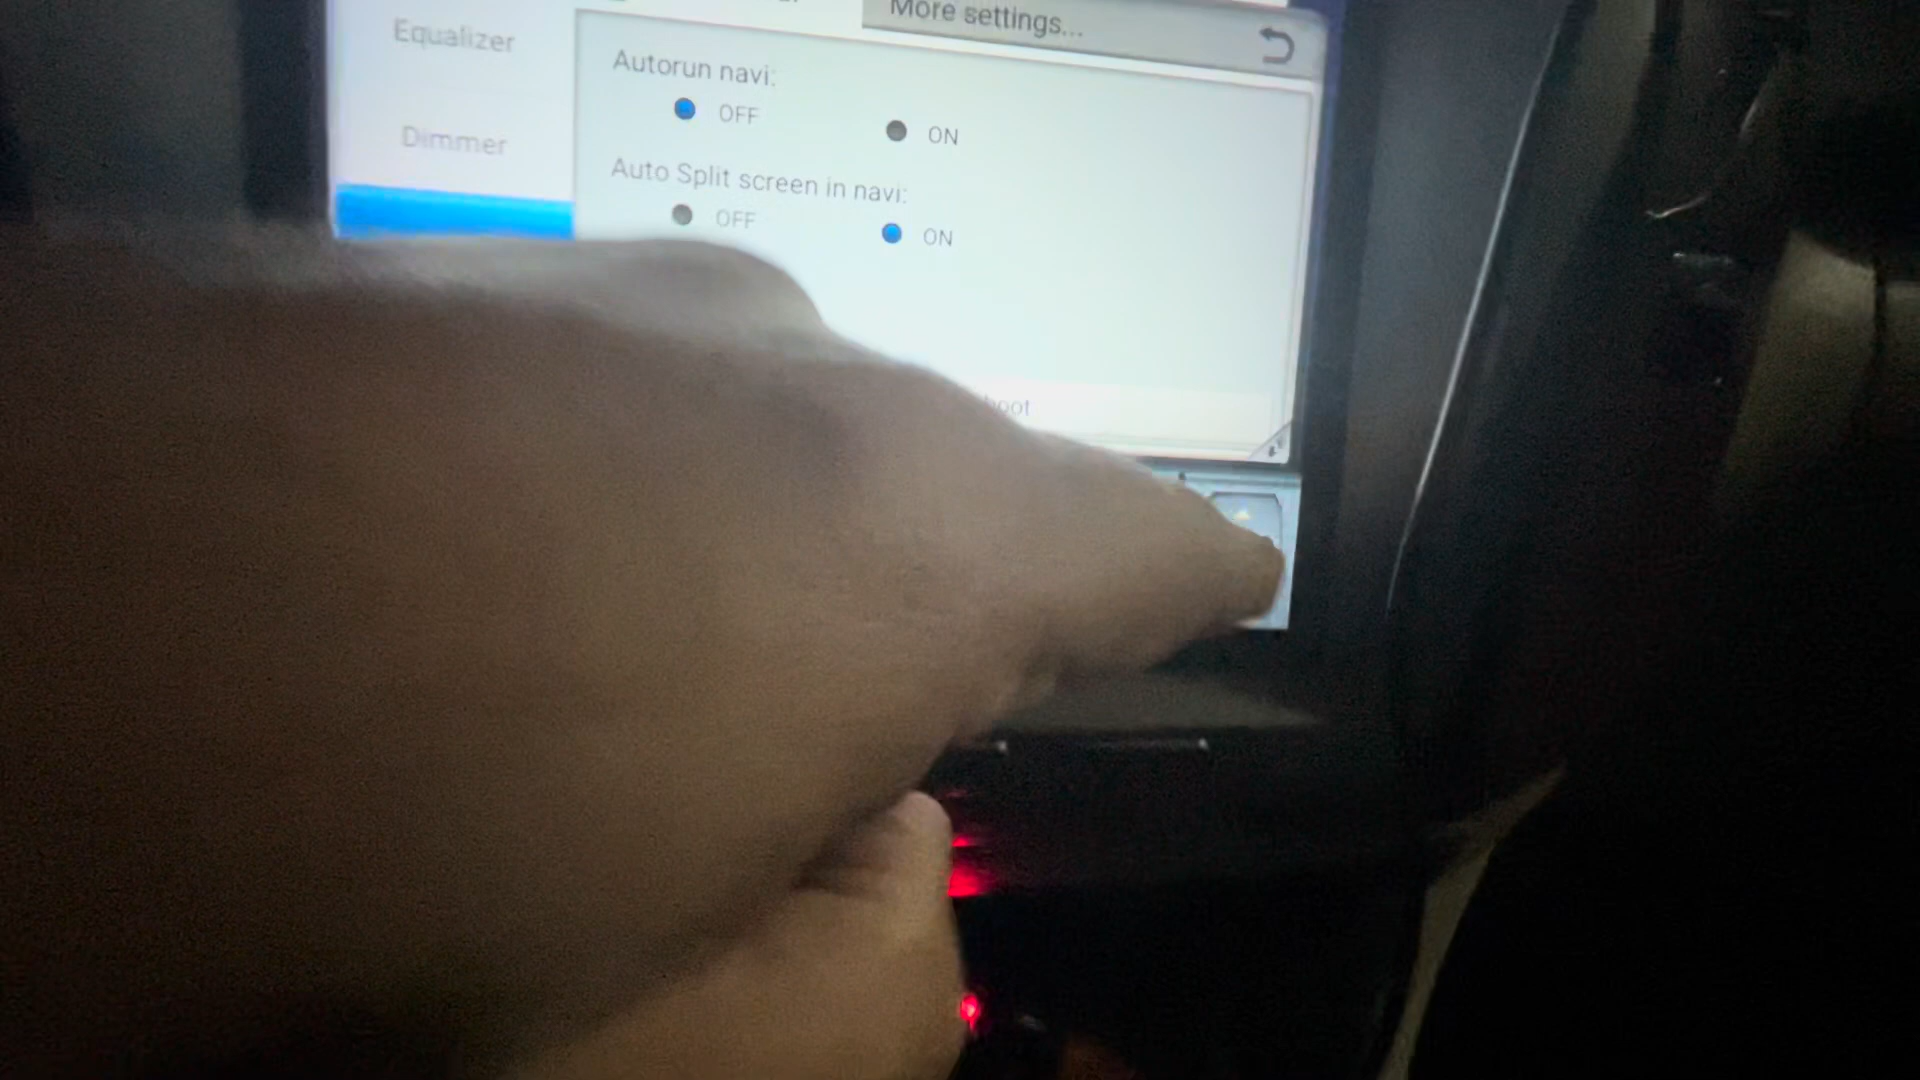 More settings...
Equalizer
Autorun navi:
OFF ON
Dimmer
Auto Split screen in navi:
OFF ON